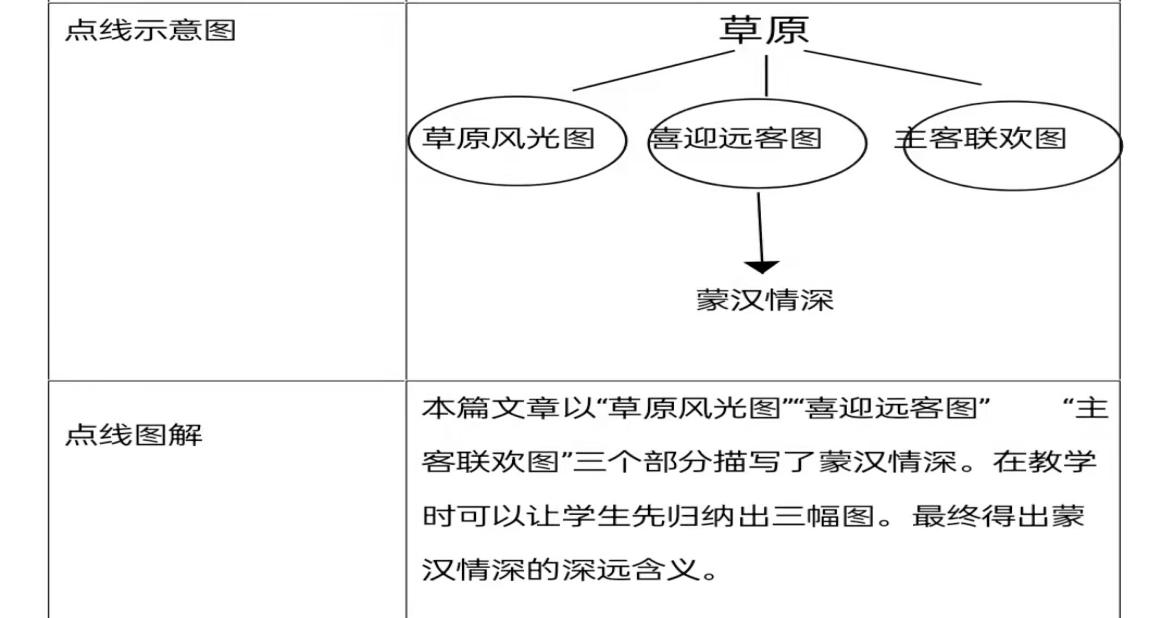 点线示意图
草原
草原风光图
喜迎远客图
主客联欢图
蒙汉情深
点线图解
本篇文章以“草原风光图”“喜迎远客图” “主
客联欢图”三个部分描写了蒙汉情深。在教学
时可以让学生先归纳出三幅图。最终得出蒙
汉情深的深远含义。